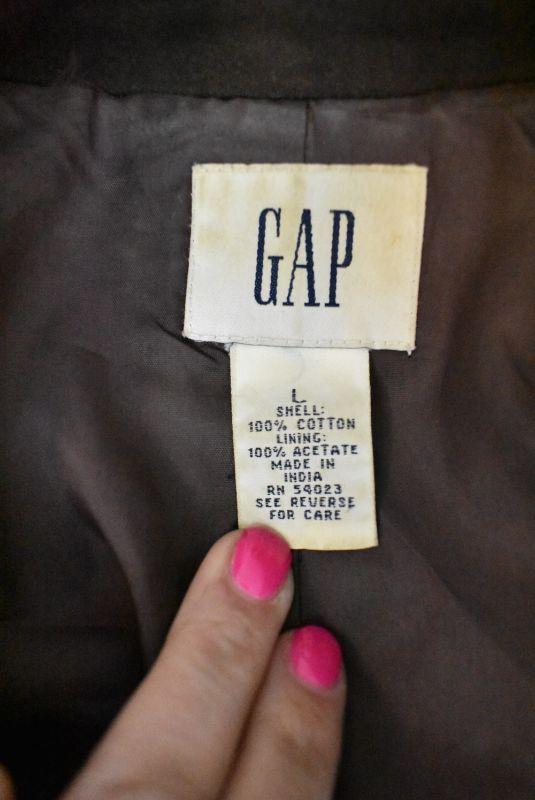 GAP
L
SHELL:
100% COTTON
LINING:
100% ACETATE
MADE IN
INDIA
RN 54023
SEE REVERSE
FOR CARE